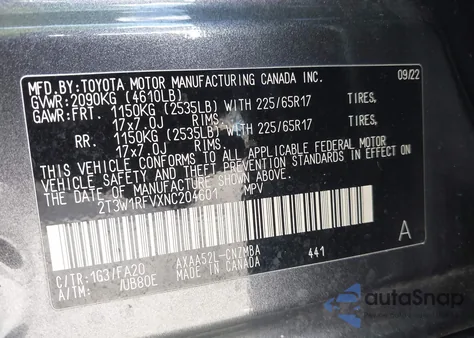 MFD.BY:TOYOTA MOTOR MANUFACTURING CANADA INC. 09/22
GVWR:2090KG (4610LB)
GAWR:FRT. 1150KG (2535LB) WITH 225/65R17 TIRES,
17x7.0J RIMS,
RR. 1150KG (2535LB) WITH 225/65R17 TIRES,
17x7.0J RIMS,
THIS VEHICLE CONFORMS TO ALL APPLICABLE FEDERAL MOTOR
VEHICLE SAFETY AND THEFT PREVENTION STANDARDS IN EFFECT ON
THE DATE OF MANUFACTURE SHOWN ABOVE.
2T3W1RFVXNC204601 MPV
C/TR:1G3/FA20 AXAA52L-CNZMBA 441 A
A/TM: /UB80E MADE IN CANADA
autoSnap